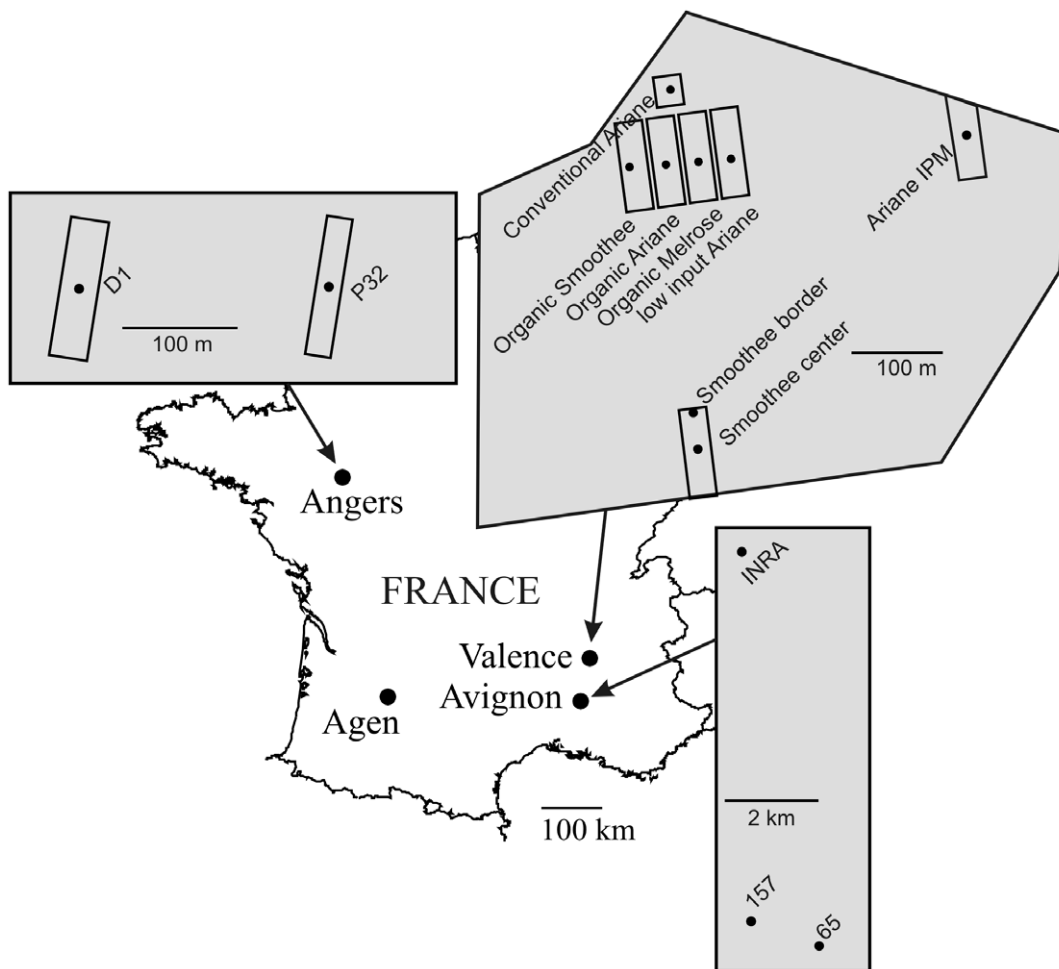 Conventional Ariane
Organic Smoothee
Organic Ariane
Organic Melrose
low input Ariane
Ariane IPM
Smoothee border
Smoothee center
100 m
D1
P32
100 m
Angers
FRANCE
Valence
Avignon
Agen
100 km
INRA
2 km
157
65